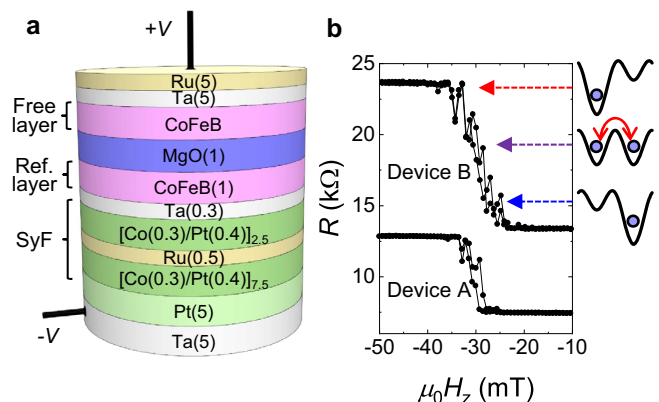 a
+V
Ru(5)
Ta(5)
Free layer
CoFeB
MgO(1)
Ref. layer
CoFeB(1)
Ta(0.3)
SyF
[Co(0.3)/Pt(0.4)]2.5
Ru(0.5)
[Co(0.3)/Pt(0.4)]7.5
Pt(5)
-V
Ta(5)
b
R (kΩ)
25
20
15
10
Device B
Device A
-50 -40 -30 -20 -10
μ0Hz (mT)